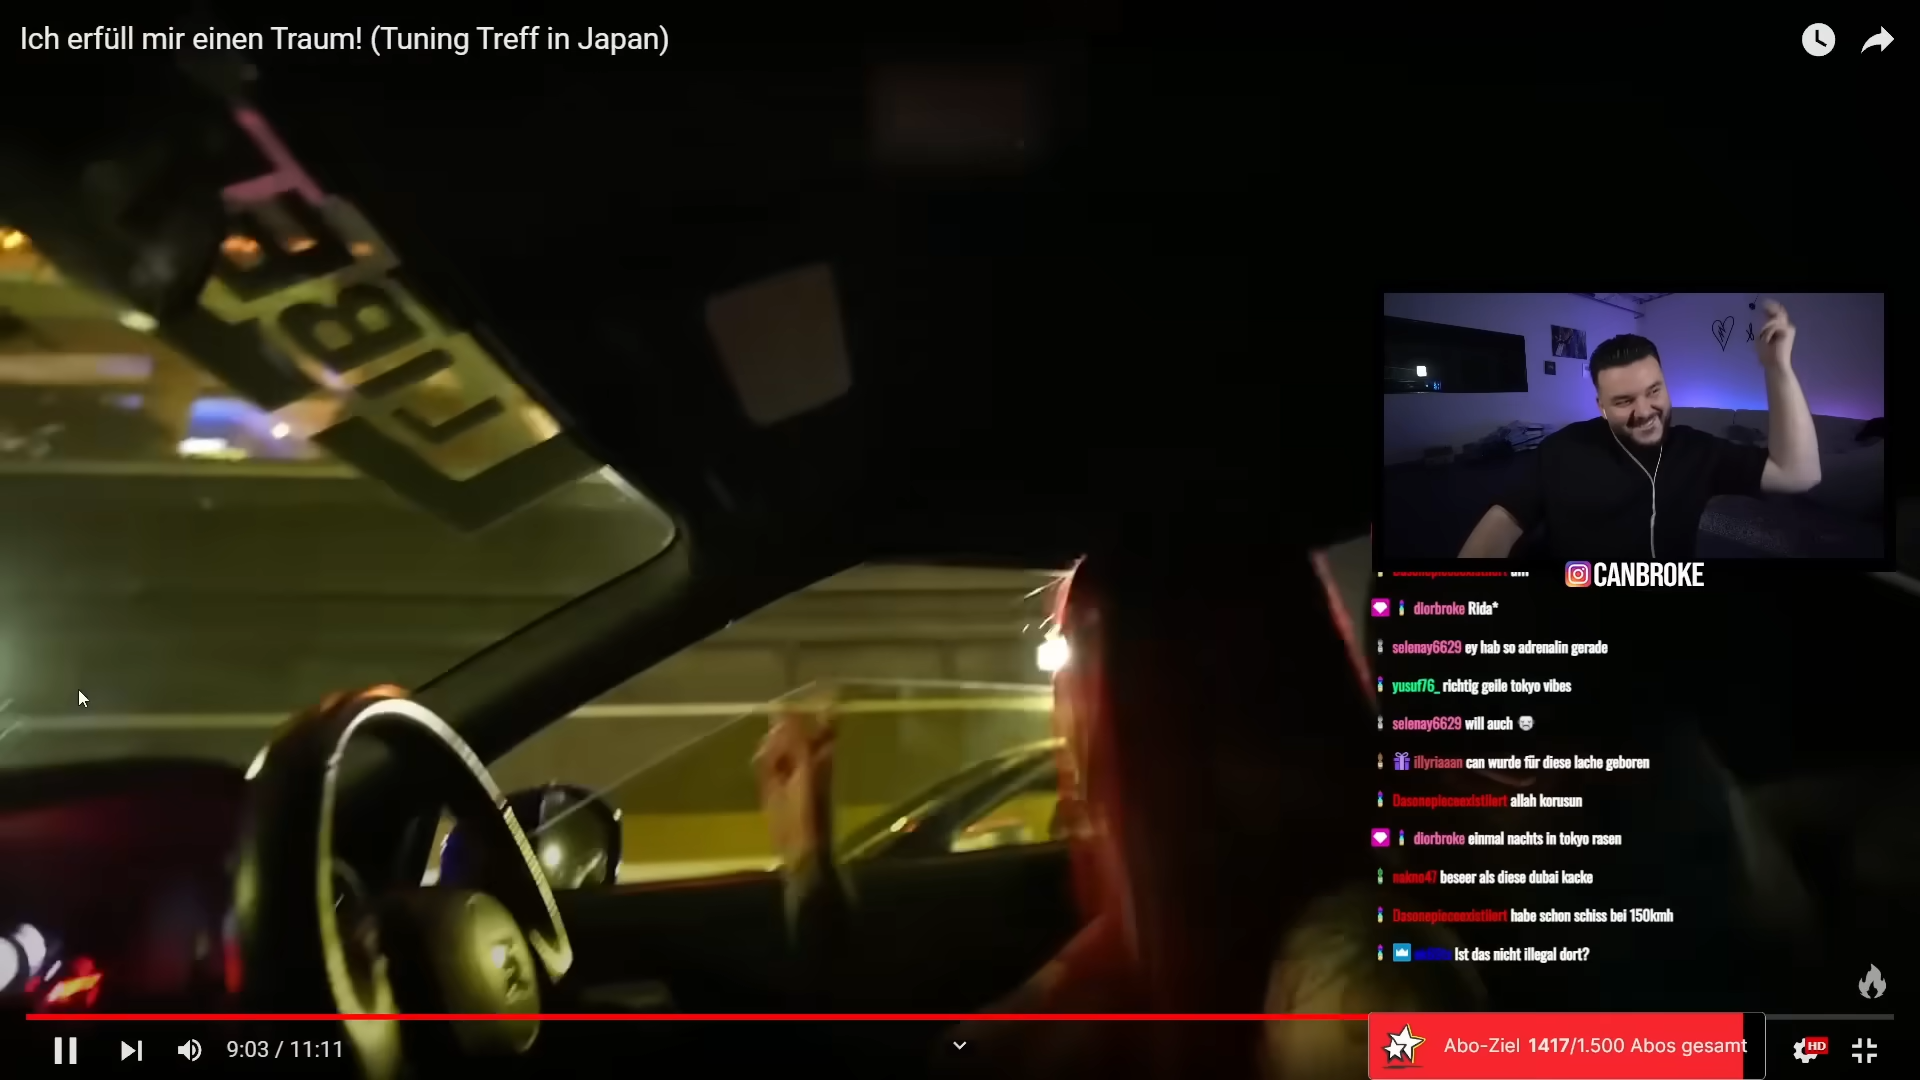 Ich erfüll mir einen Traum! (Tuning Treff in Japan)
LIBE
CANBROKE
diorbroke Rida*
selenay6629 ey hab so adrenalin gerade
yusuf76_ richtig geile tokyo vibes
selenay6629 will auch
illyriaaan can wurde für diese lache geboren
Dasonepieceexistiert allah korusun
diorbroke einmal nachts in tokyo rasen
nakmo47 beseer als diese dubai kacke
Dasonepieceexistiert habe schon schiss bei 150kmh
Ist das nicht illegal dort?
9:03 / 11:11
Abo-Ziel 1417/1.500 Abos gesamt
HD